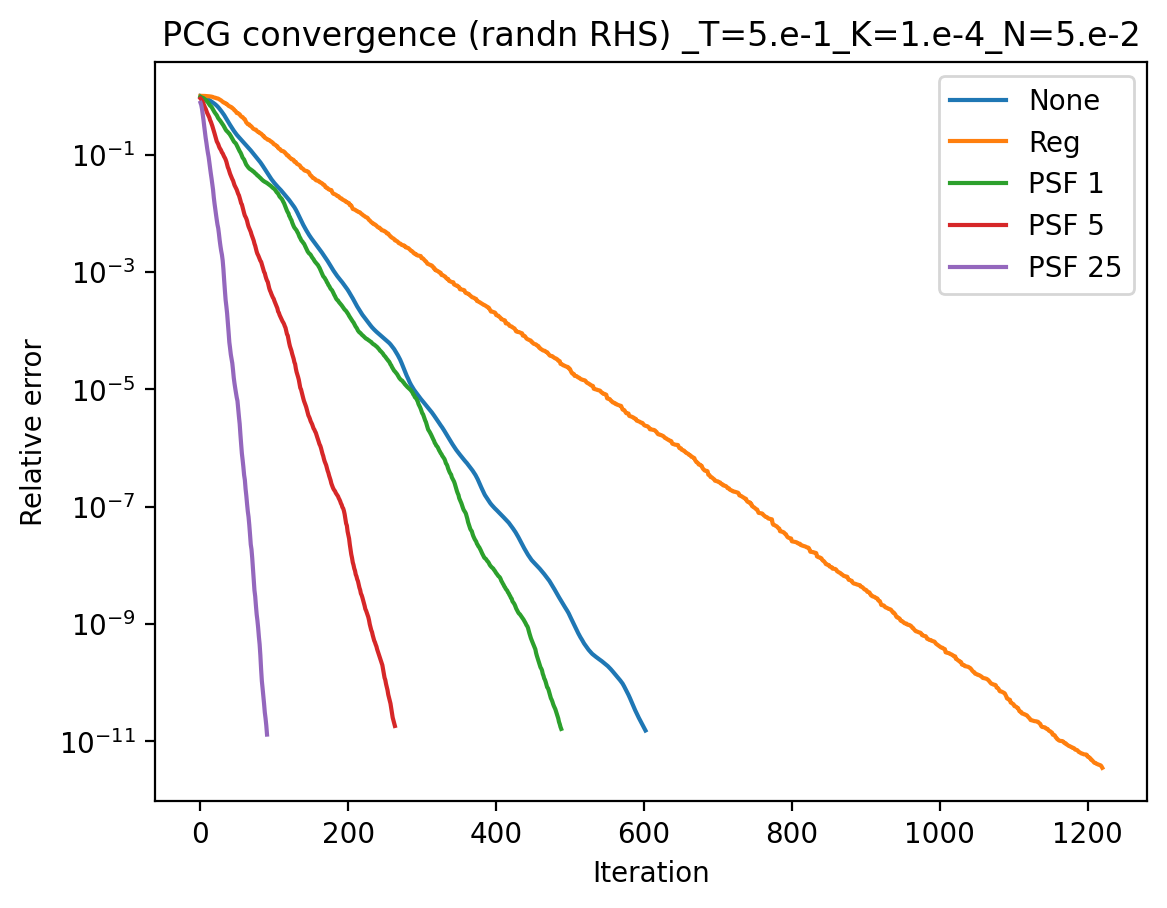 PCG convergence (randn RHS) _T=5.e-1_K=1.e-4_N=5.e-2
None
Reg
PSF 1
PSF 5
PSF 25
Relative error
10⁻¹
10⁻³
10⁻⁵
10⁻⁷
10⁻⁹
10⁻¹¹
0 200 400 600 800 1000 1200
Iteration